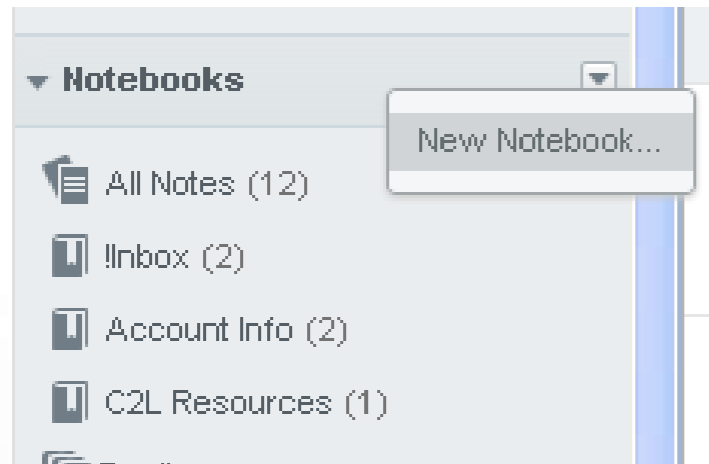 Notebooks
New Notebook...
All Notes (12)
!Inbox (2)
Account Info (2)
C2L Resources (1)